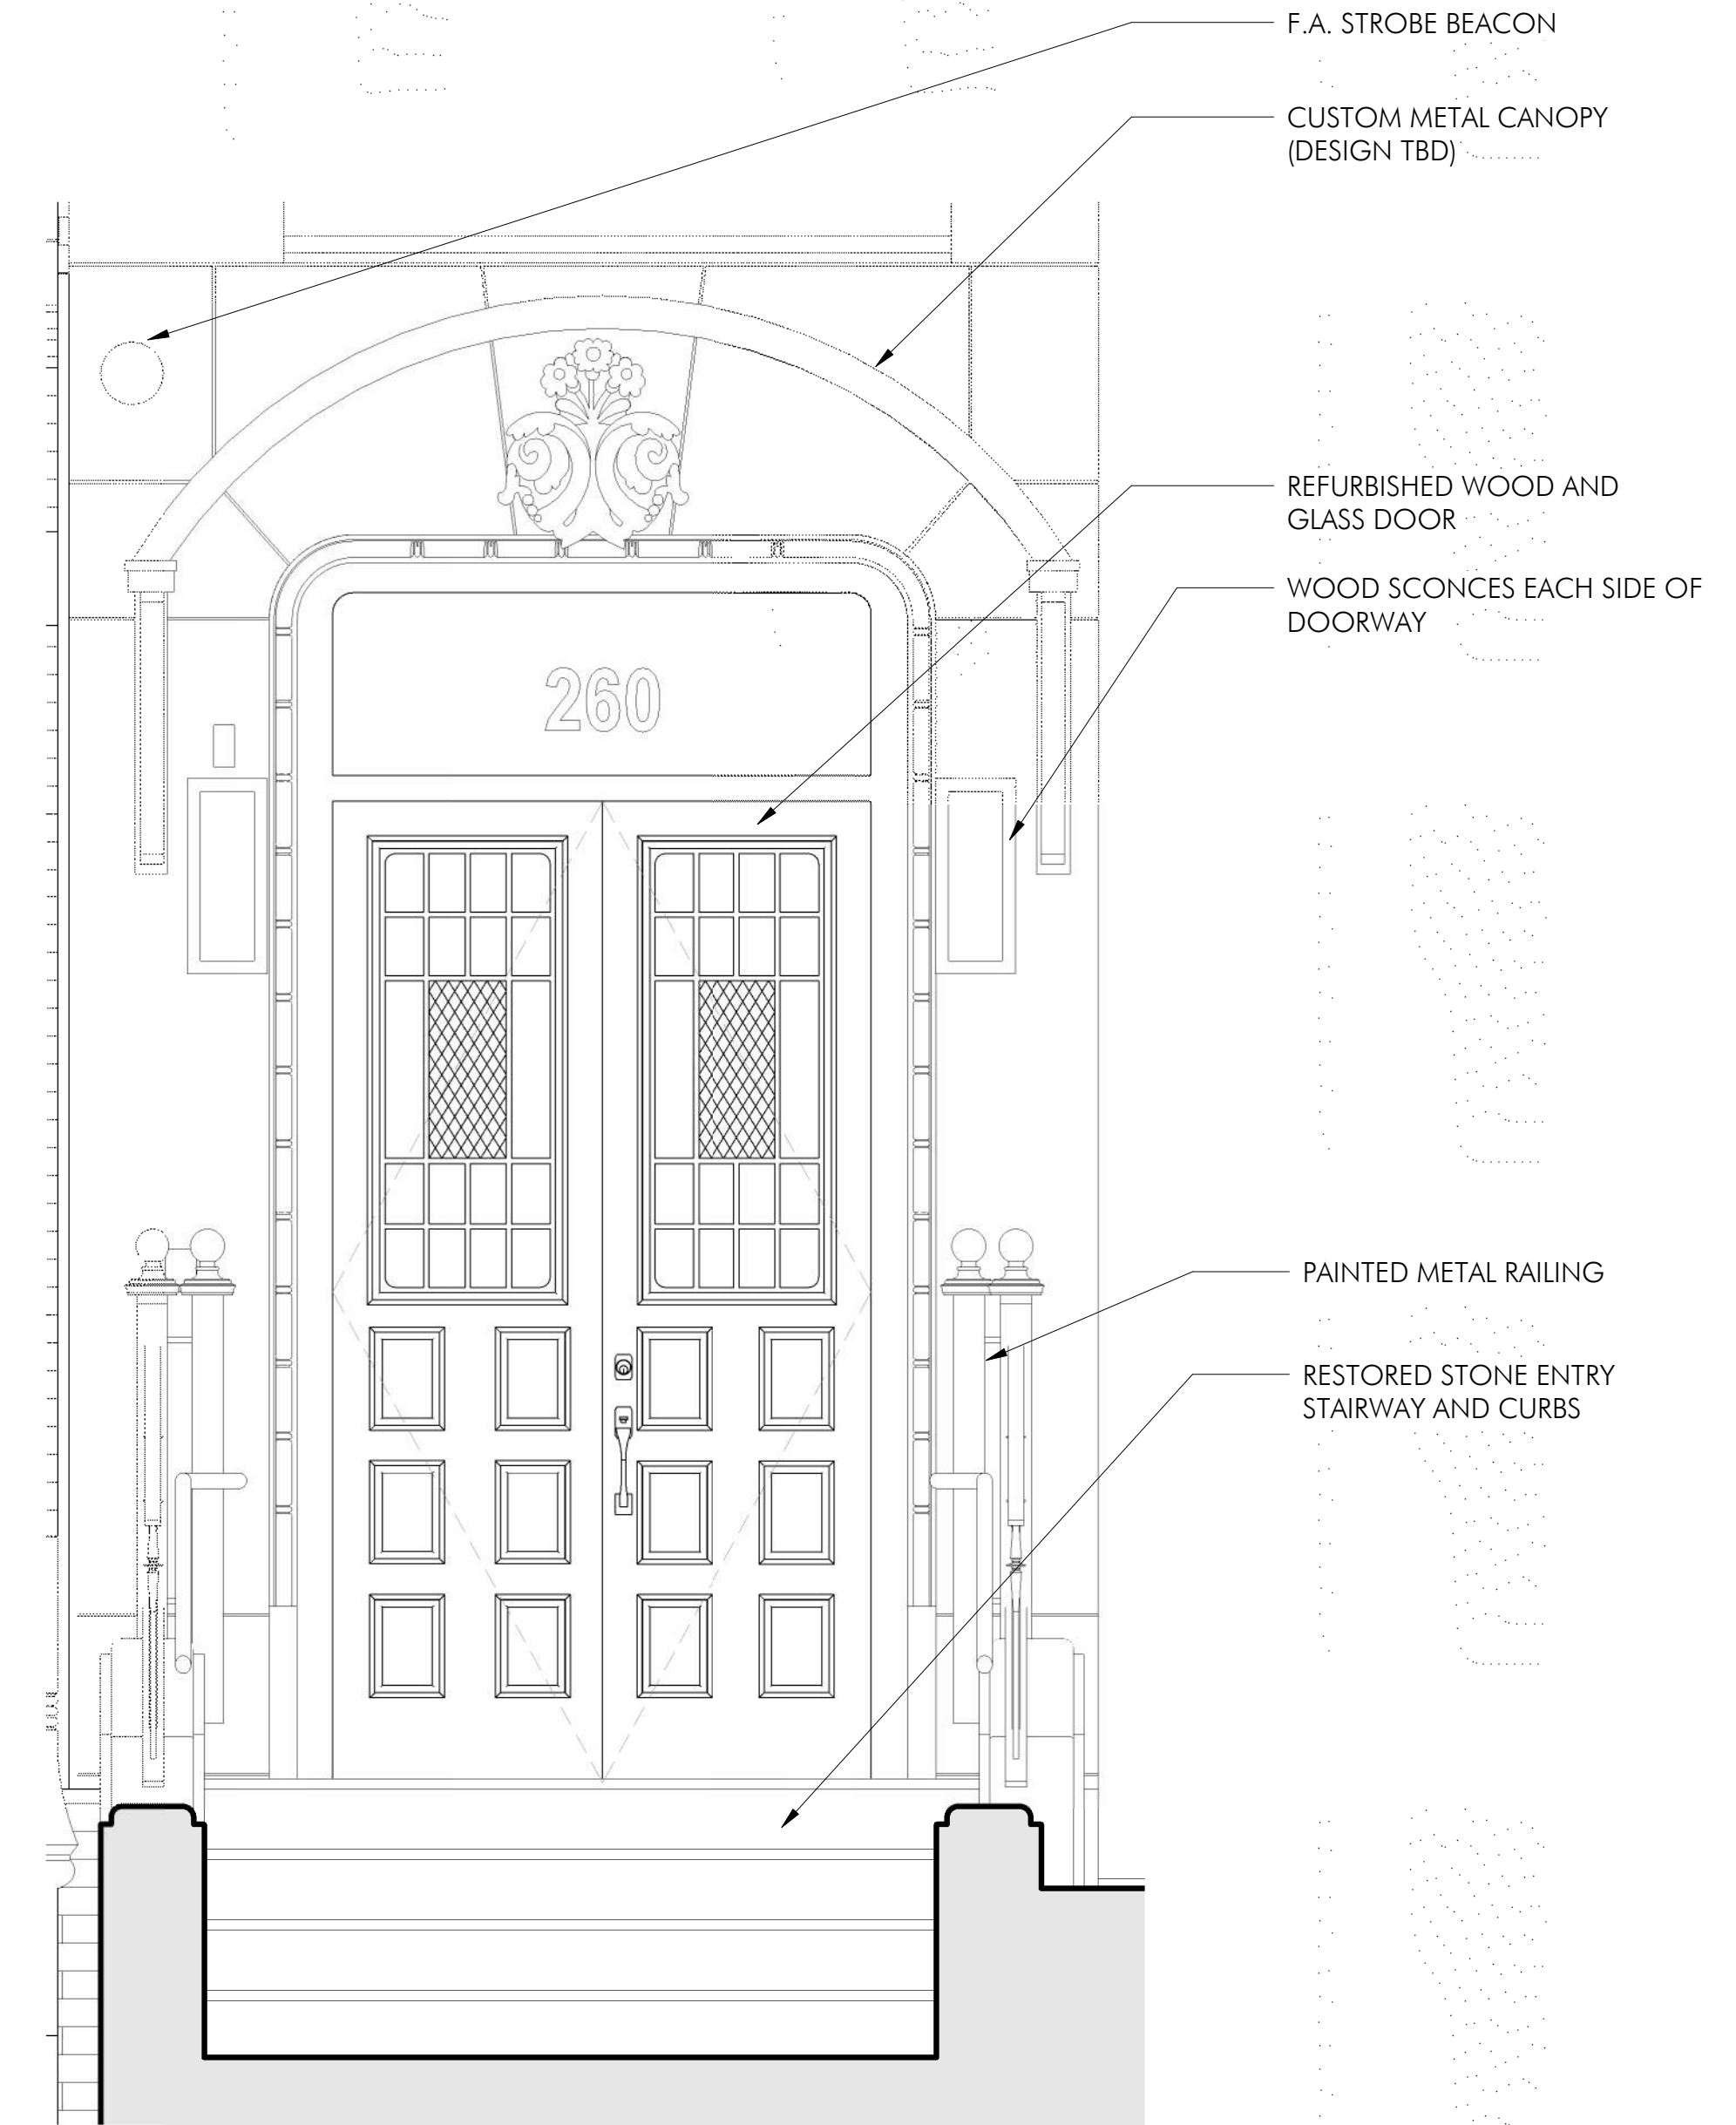 F.A. STROBE BEACON
CUSTOM METAL CANOPY
(DESIGN TBD)
REFURBISHED WOOD AND
GLASS DOOR
WOOD SCONCES EACH SIDE OF
DOORWAY
260
PAINTED METAL RAILING
RESTORED STONE ENTRY
STAIRWAY AND CURBS